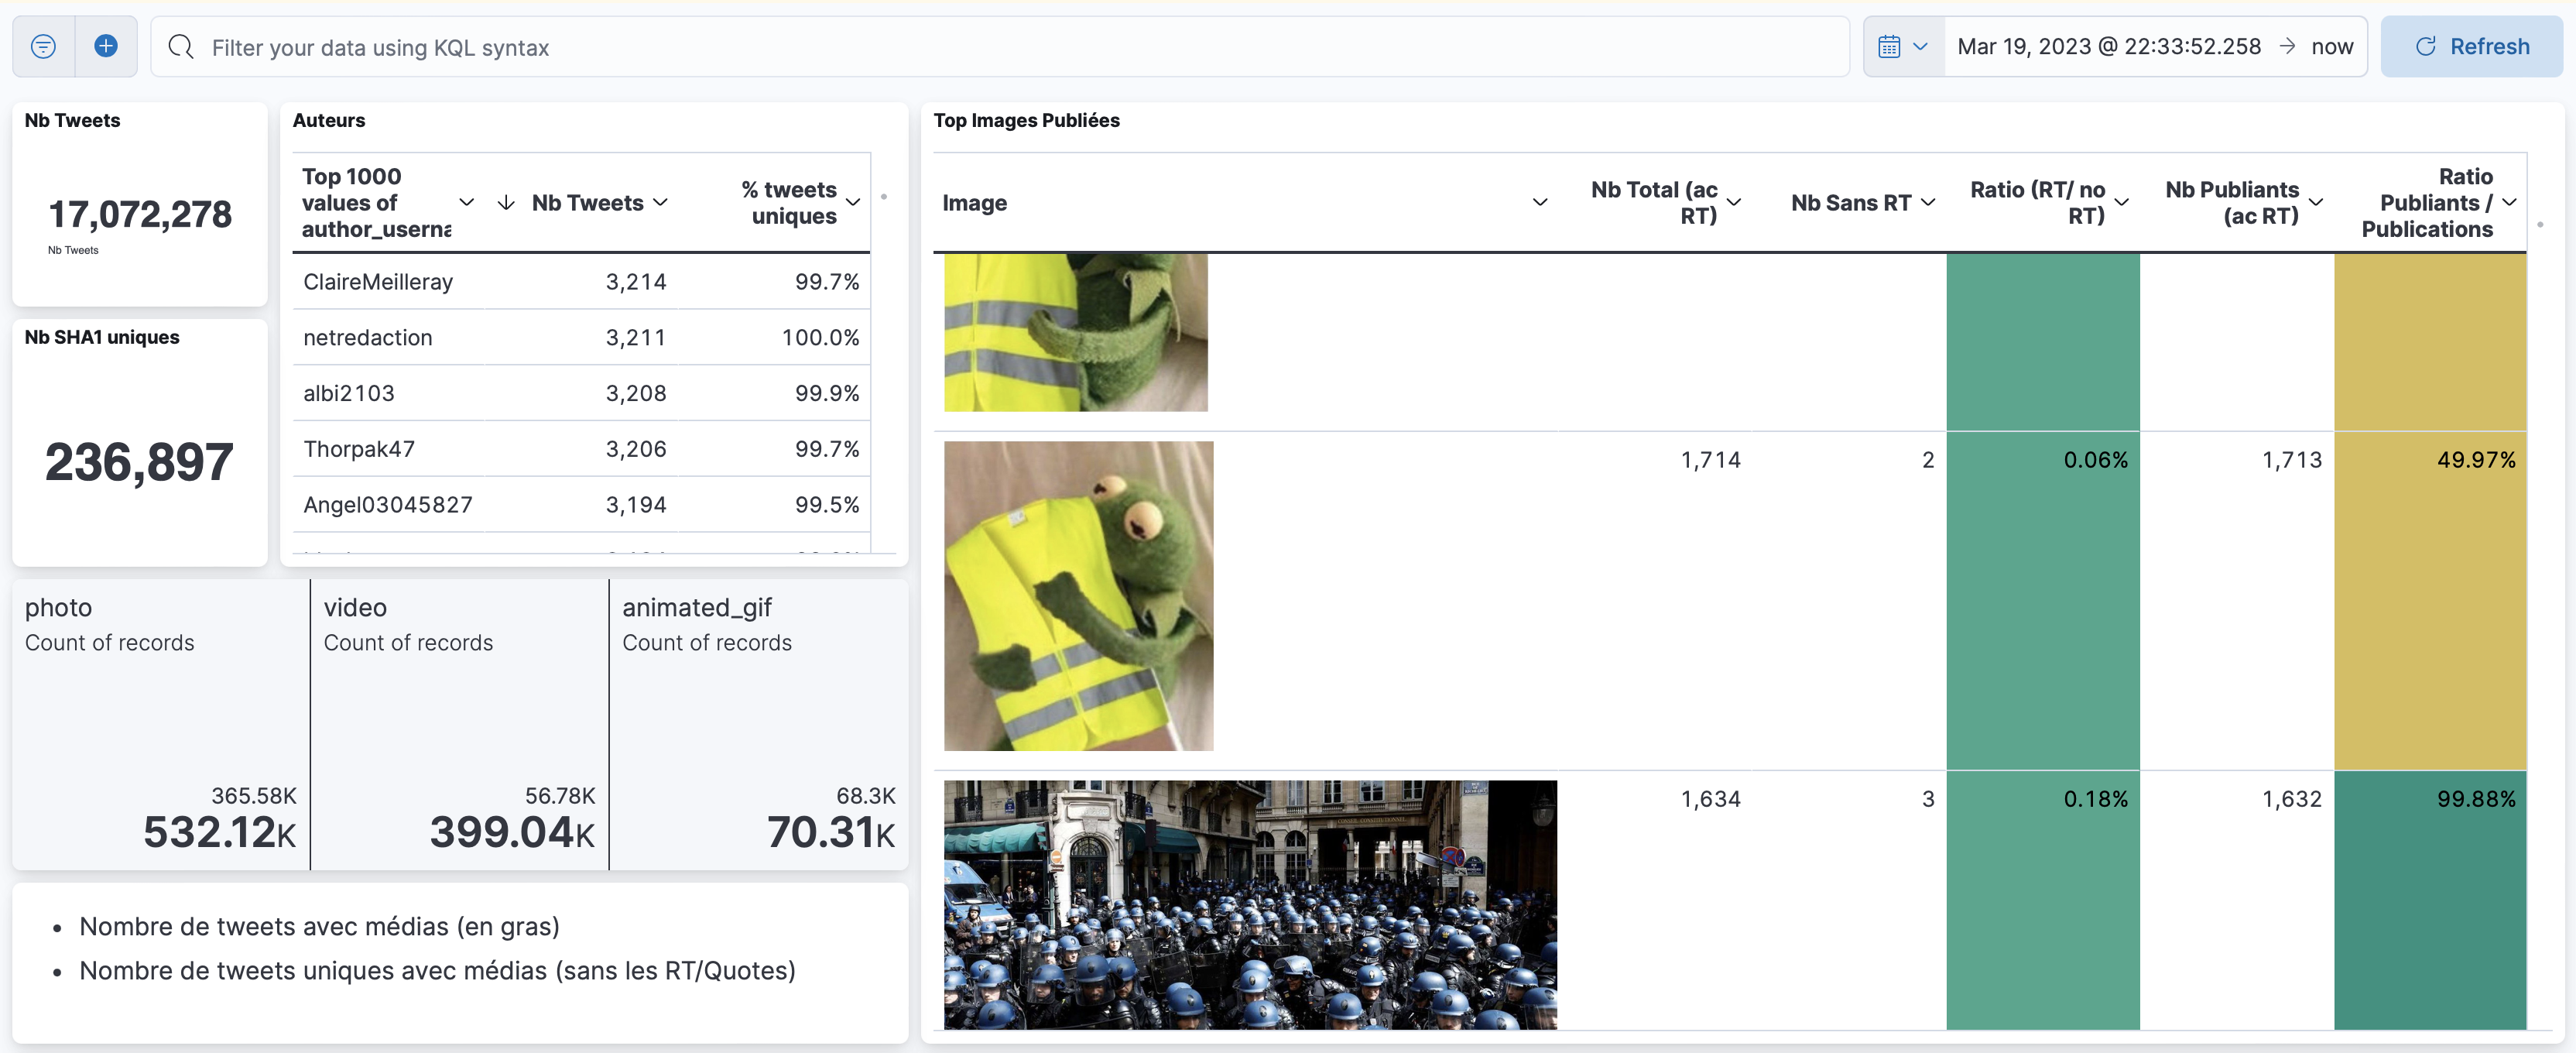 Filter your data using KQL syntax
Mar 19, 2023 @ 22:33:52.258 → now
Refresh
Nb Tweets
17,072,278
Nb Tweets
Nb SHA1 uniques
236,897
Auteurs
Top 1000
values of
author_userna
Nb Tweets
% tweets
uniques
ClaireMeilleray 3,214 99.7%
netredaction 3,211 100.0%
albi2103 3,208 99.9%
Thorpak47 3,206 99.7%
Angel03045827 3,194 99.5%
photo
Count of records
365.58K
532.12K
video
Count of records
56.78K
399.04K
animated_gif
Count of records
68.3K
70.31K
• Nombre de tweets avec médias (en gras)
• Nombre de tweets uniques avec médias (sans les RT/Quotes)
Top Images Publiées
Image
Nb Total (ac
RT)
Nb Sans RT
Ratio (RT/ no
RT)
Nb Publiants
(ac RT)
Ratio
Publiants /
Publications
1,714 2 0.06% 1,713 49.97%
1,634 3 0.18% 1,632 99.88%
CONSEIL CONSTITUTIONNEL